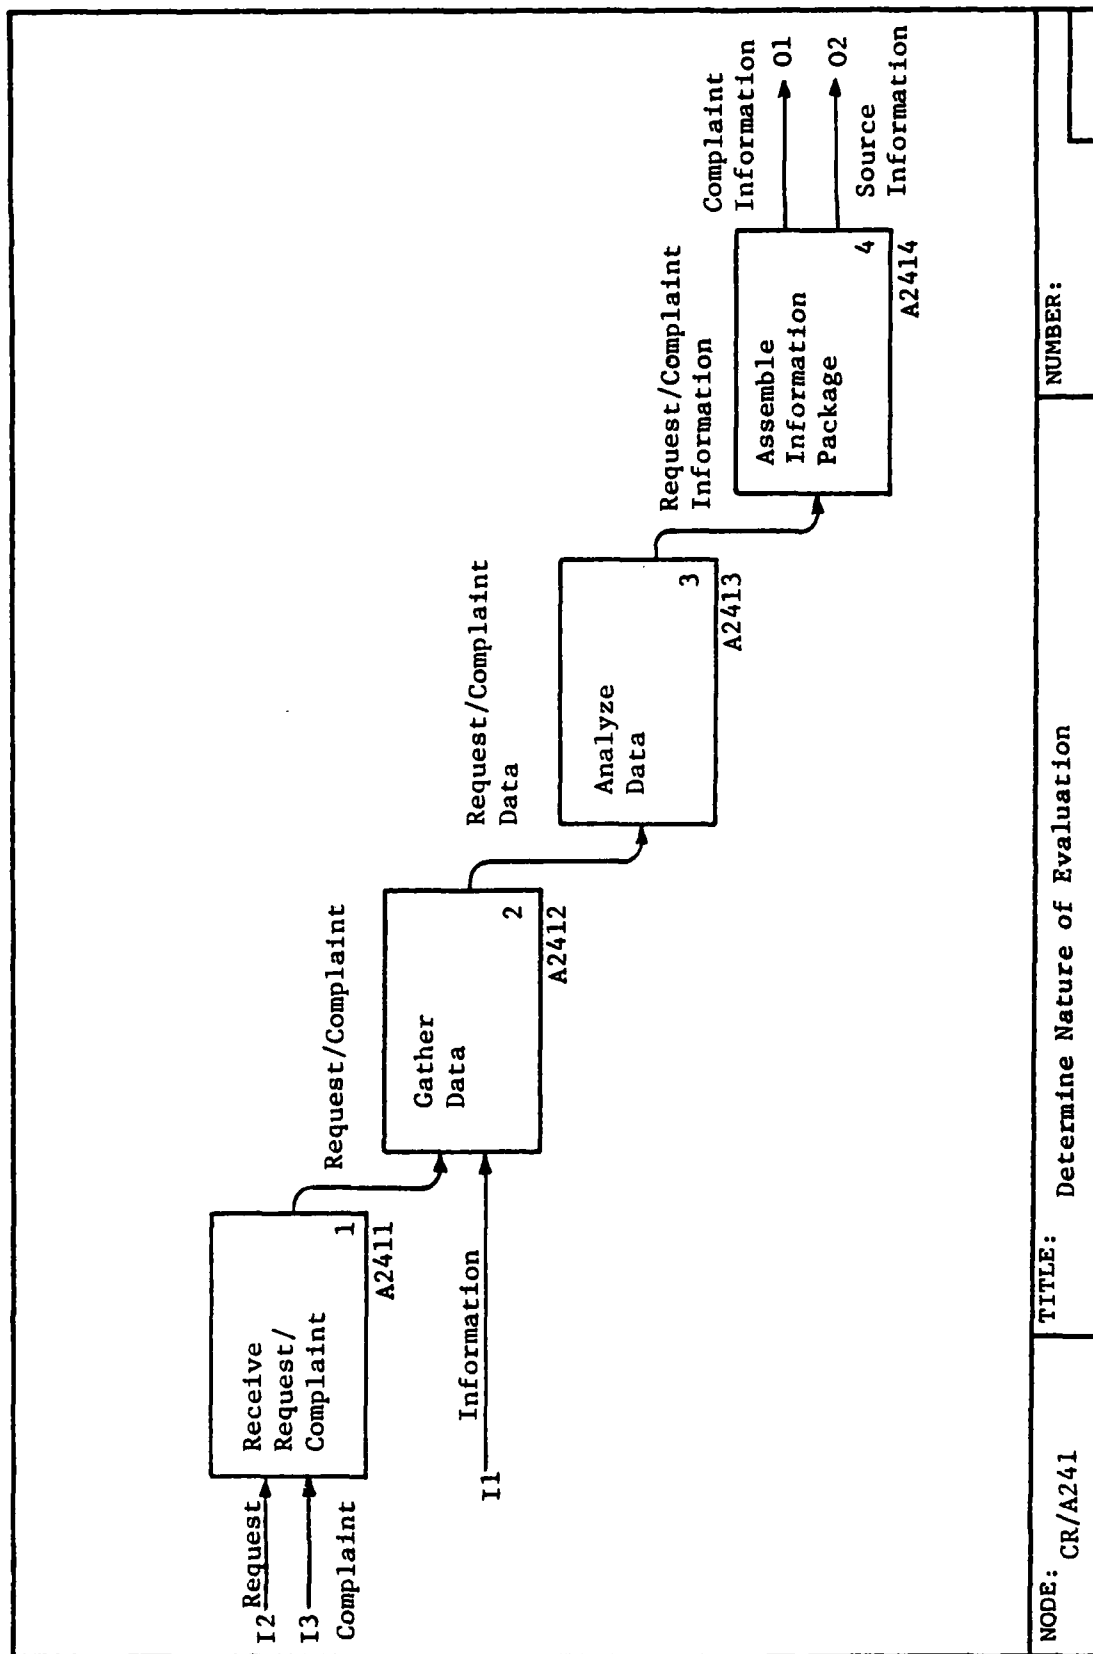 I2 Request
I3
Complaint
Receive
Request/
Complaint
1
A2411
Request/Complaint
I1 Information
Gather
Data
2
A2412
Request/Complaint
Data
Analyze
Data
3
A2413
Request/Complaint
Information
Assemble
Information
Package
4
A2414
Complaint
Information
O1
O2
Source
Information
NODE: CR/A241
TITLE: Determine Nature of Evaluation
NUMBER: